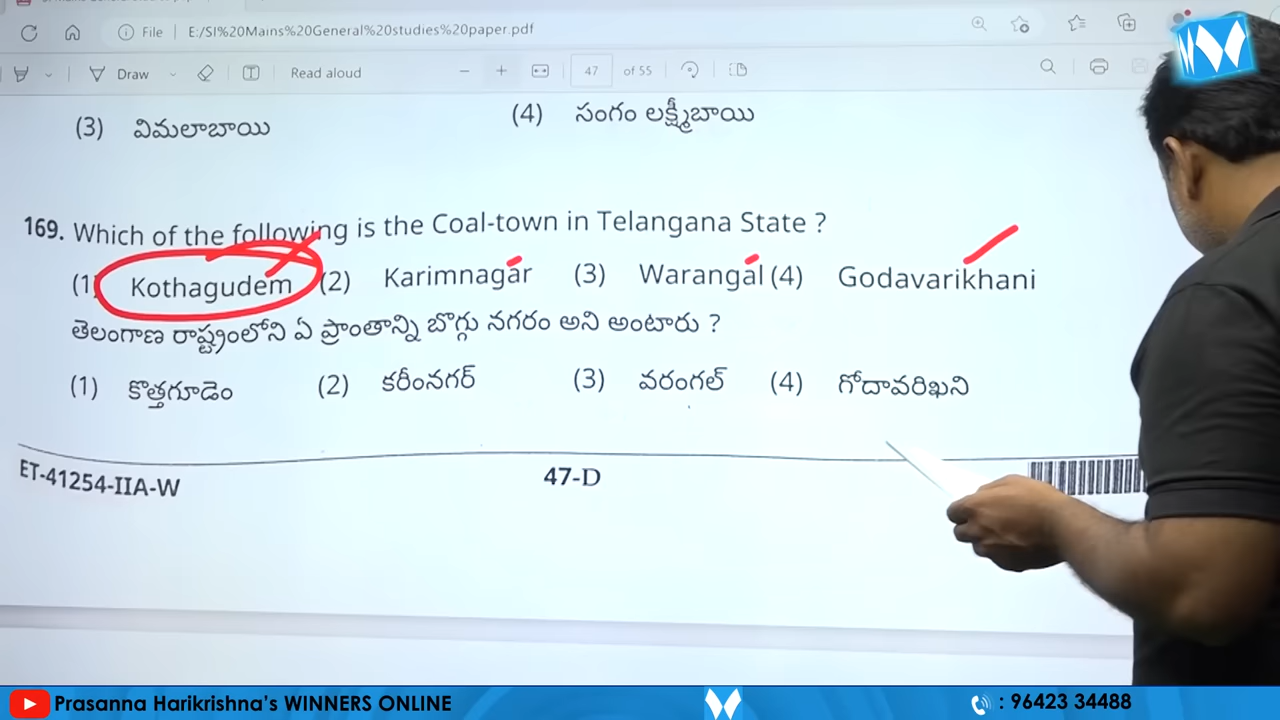 File E:/SI%20Mains%20General%20studies%20paper.pdf
Draw Read aloud 47 of 55
(3) విమలాబాయి (4) సంగం లక్ష్మీబాయి
169. Which of the following is the Coal-town in Telangana State ?
(1) Kothagudem (2) Karimnagar (3) Warangal (4) Godavarikhani
తెలంగాణ రాష్ట్రంలోని ఏ ప్రాంతాన్ని బొగ్గు నగరం అని అంటారు ?
(1) కొత్తగూడెం (2) కరీంనగర్ (3) వరంగల్ (4) గోదావరిఖని
ET-41254-IIA-W 47-D
Prasanna Harikrishna's WINNERS ONLINE : 96423 34488